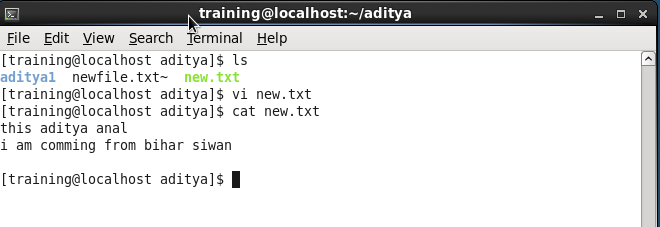 training@localhost:~/aditya
File Edit View Search Terminal Help
[training@localhost aditya]$ ls
aditya1 newfile.txt~ new.txt
[training@localhost aditya]$ vi new.txt
[training@localhost aditya]$ cat new.txt
this aditya anal
i am comming from bihar siwan
[training@localhost aditya]$